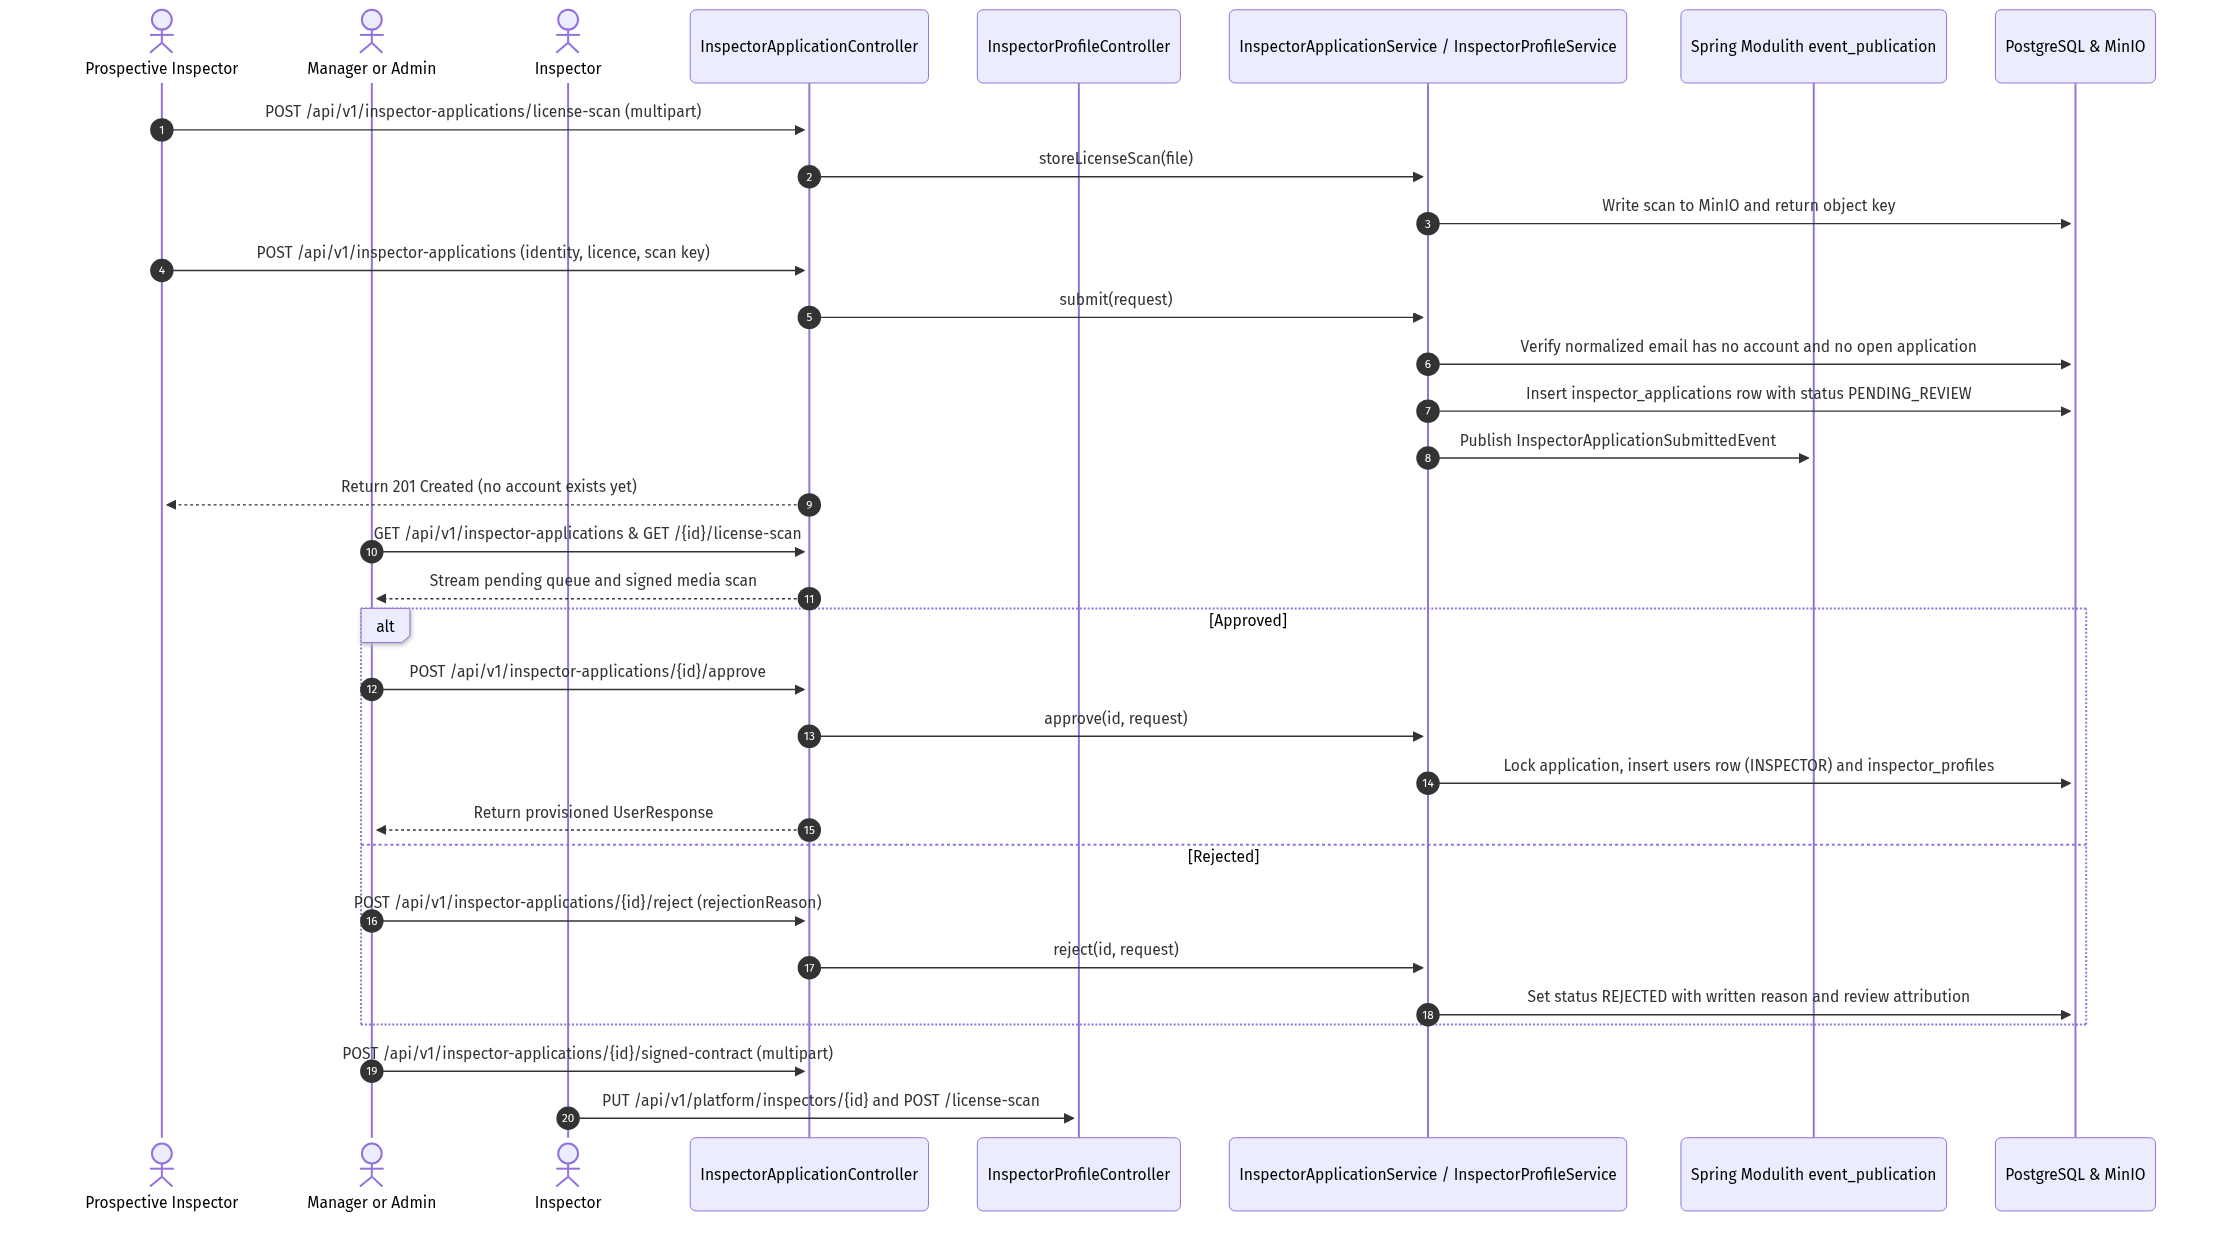 Prospective Inspector
Manager or Admin
Inspector
InspectorApplicationController
InspectorProfileController
InspectorApplicationService / InspectorProfileService
Spring Modulith event_publication
PostgreSQL & MinIO
POST /api/v1/inspector-applications/license-scan (multipart)
1
storeLicenseScan(file)
2
Write scan to MinIO and return object key
3
POST /api/v1/inspector-applications (identity, licence, scan key)
4
submit(request)
5
Verify normalized email has no account and no open application
6
Insert inspector_applications row with status PENDING_REVIEW
7
Publish InspectorApplicationSubmittedEvent
8
Return 201 Created (no account exists yet)
9
GET /api/v1/inspector-applications & GET /{id}/license-scan
10
Stream pending queue and signed media scan
11
alt
[Approved]
POST /api/v1/inspector-applications/{id}/approve
12
approve(id, request)
13
Lock application, insert users row (INSPECTOR) and inspector_profiles
14
Return provisioned UserResponse
15
[Rejected]
POST /api/v1/inspector-applications/{id}/reject (rejectionReason)
16
reject(id, request)
17
Set status REJECTED with written reason and review attribution
18
POST /api/v1/inspector-applications/{id}/signed-contract (multipart)
19
PUT /api/v1/platform/inspectors/{id} and POST /license-scan
20
Prospective Inspector
Manager or Admin
Inspector
InspectorApplicationController
InspectorProfileController
InspectorApplicationService / InspectorProfileService
Spring Modulith event_publication
PostgreSQL & MinIO